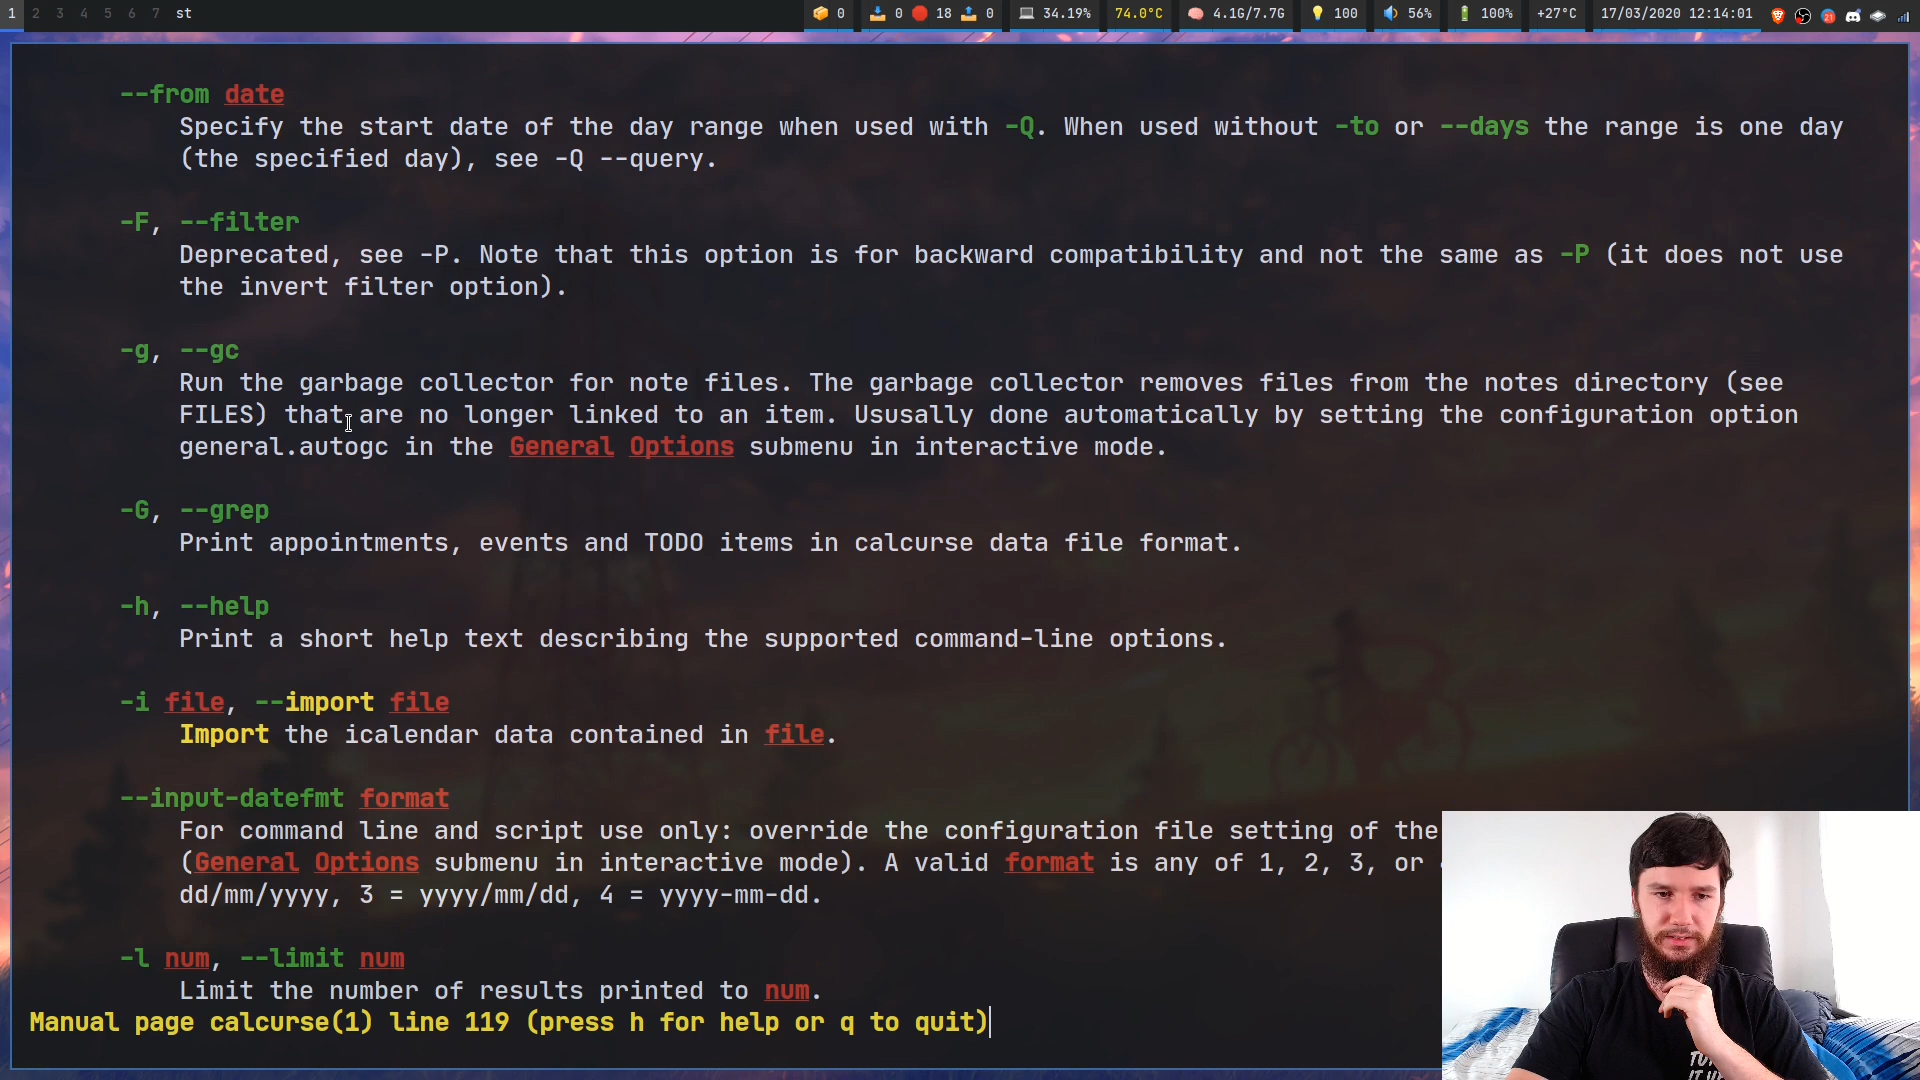 1 2 3 4 5 6 7 st 0 0 18 0 34.19% 74.0°C 4.1G/7.7G 100 56% 100% +27°C 17/03/2020 12:14:01 21
--from date
Specify the start date of the day range when used with -Q. When used without -to or --days the range is one day
(the specified day), see -Q --query.
-F, --filter
Deprecated, see -P. Note that this option is for backward compatibility and not the same as -P (it does not use
the invert filter option).
-g, --gc
Run the garbage collector for note files. The garbage collector removes files from the notes directory (see
FILES) that are no longer linked to an item. Ususally done automatically by setting the configuration option
general.autogc in the General Options submenu in interactive mode.
-G, --grep
Print appointments, events and TODO items in calcurse data file format.
-h, --help
Print a short help text describing the supported command-line options.
-i file, --import file
Import the icalendar data contained in file.
--input-datefmt format
For command line and script use only: override the configuration file setting of the
(General Options submenu in interactive mode). A valid format is any of 1, 2, 3, or
dd/mm/yyyy, 3 = yyyy/mm/dd, 4 = yyyy-mm-dd.
-l num, --limit num
Limit the number of results printed to num.
Manual page calcurse(1) line 119 (press h for help or q to quit)